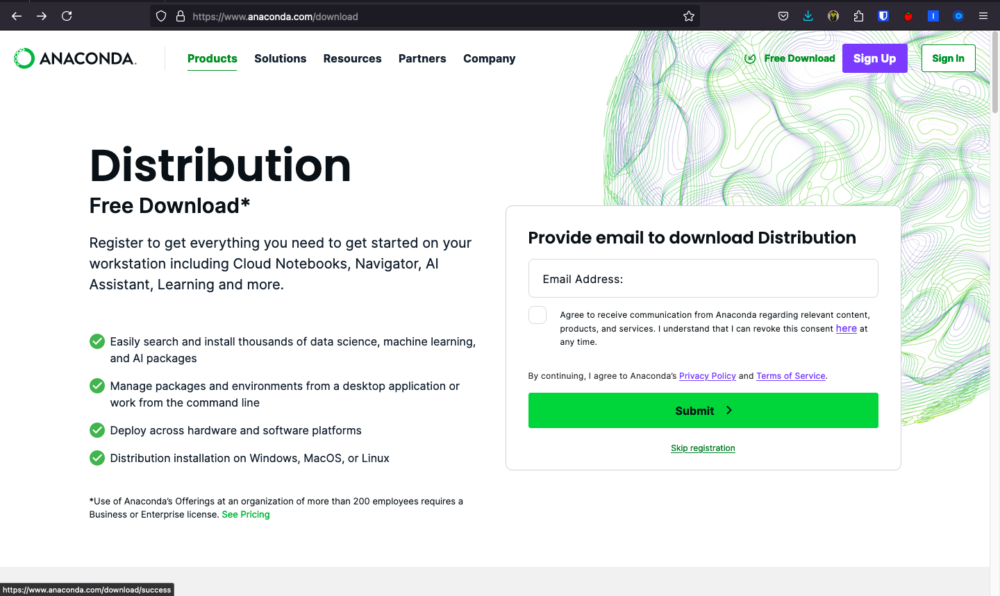 https://www.anaconda.com/download
ANACONDA.
Products
Solutions
Resources
Partners
Company
Free Download
Sign Up
Sign In
Distribution
Free Download*
Register to get everything you need to get started on your
workstation including Cloud Notebooks, Navigator, AI
Assistant, Learning and more.
Easily search and install thousands of data science, machine learning,
and AI packages
Manage packages and environments from a desktop application or
work from the command line
Deploy across hardware and software platforms
Distribution installation on Windows, MacOS, or Linux
*Use of Anaconda’s Offerings at an organization of more than 200 employees requires a
Business or Enterprise license. See Pricing
Provide email to download Distribution
Email Address:
Agree to receive communication from Anaconda regarding relevant content,
products, and services. I understand that I can revoke this consent here at
any time.
By continuing, I agree to Anaconda’s Privacy Policy and Terms of Service.
Submit
Skip registration
https://www.anaconda.com/download/success